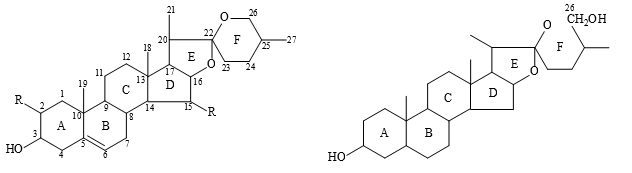 21
O 26
20 22 F 25 27
18 E
12 O 23 24
11 17
19 C 13 D 16
R 1 9 14 15
2 10 8 R
A B
3 5 7
HO 4 6
26
O CH₂OH
F
E
O
C D
A B
HO